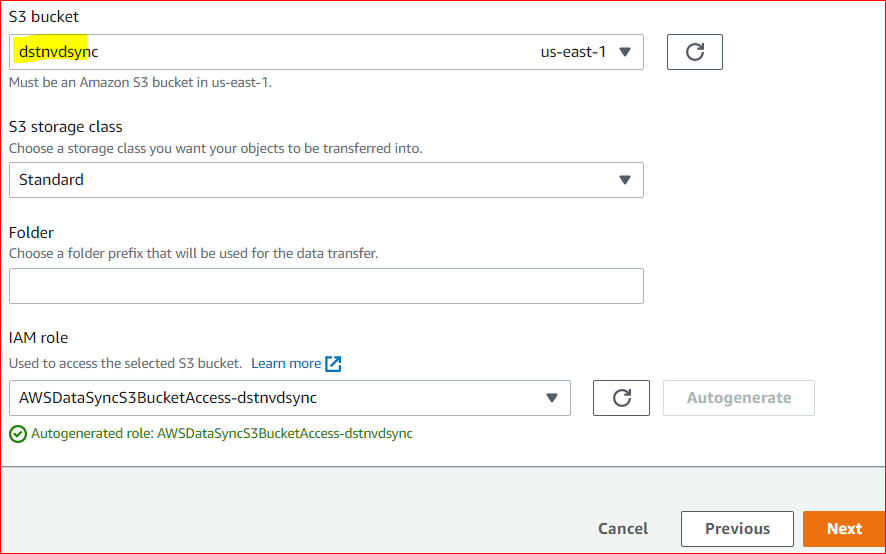 S3 bucket
dstnvdsync us-east-1
Must be an Amazon S3 bucket in us-east-1.
S3 storage class
Choose a storage class you want your objects to be transferred into.
Standard
Folder
Choose a folder prefix that will be used for the data transfer.
IAM role
Used to access the selected S3 bucket. Learn more
AWSDataSyncS3BucketAccess-dstnvdsync Autogenerate
Autogenerated role: AWSDataSyncS3BucketAccess-dstnvdsync
Cancel Previous Next